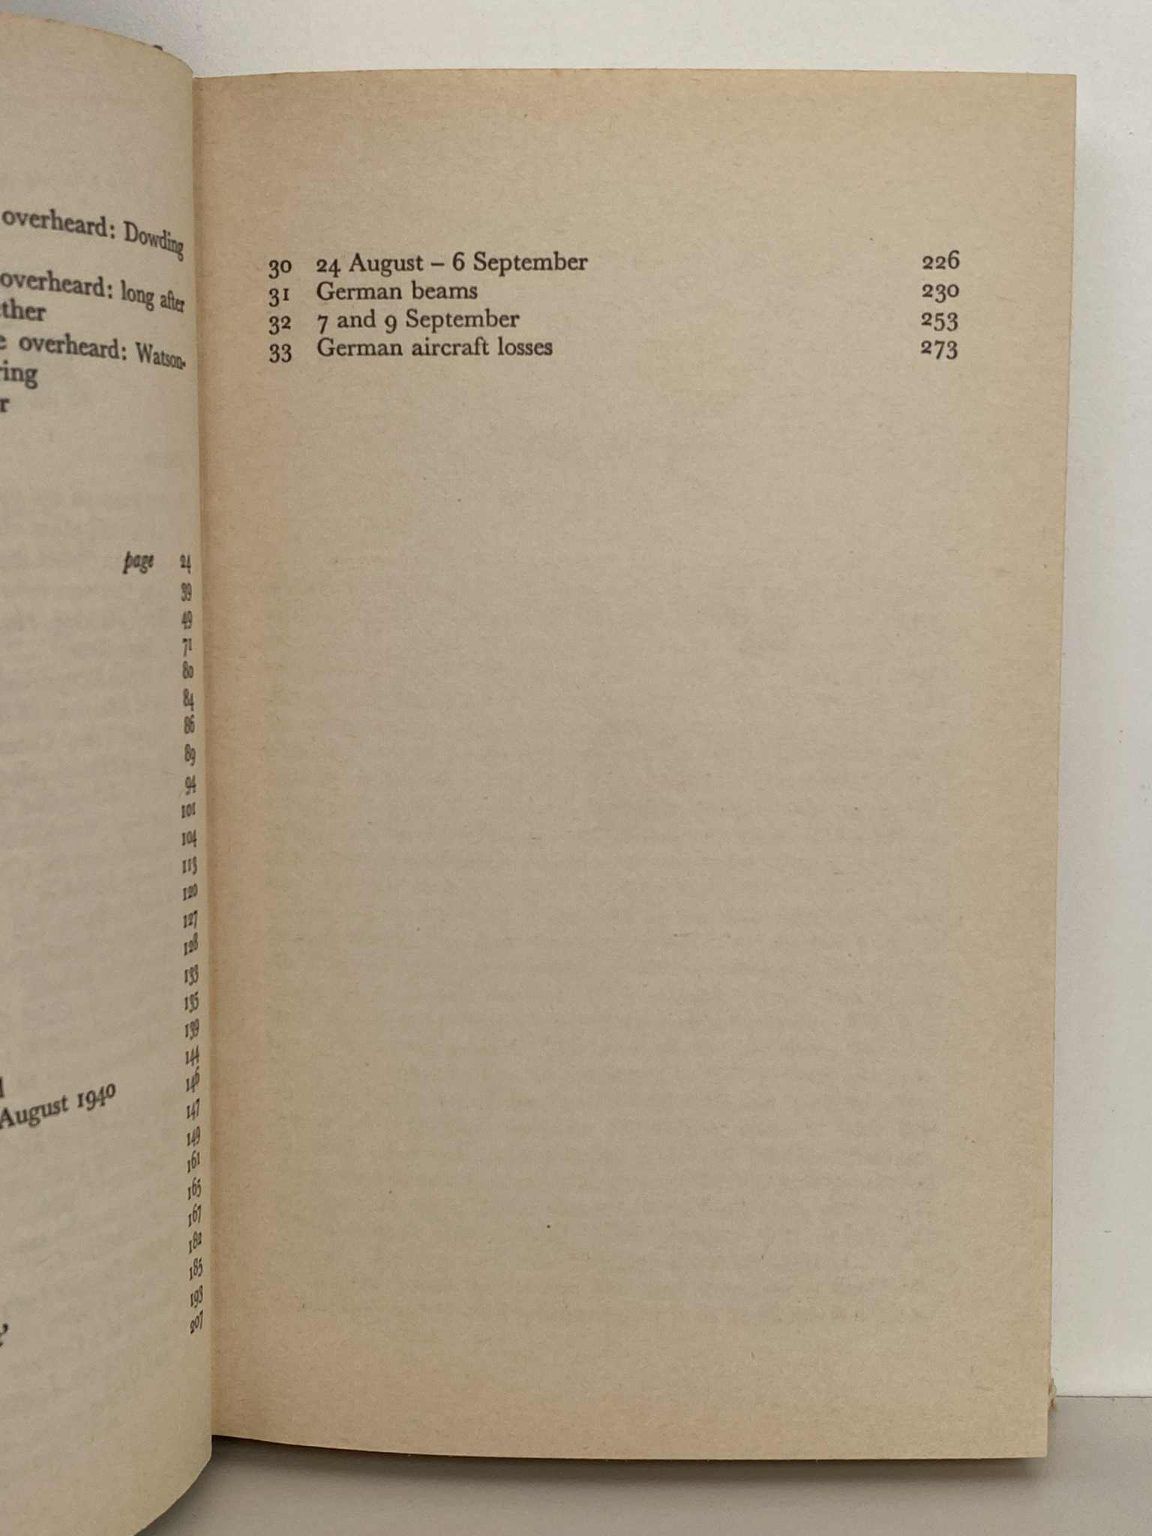 overheard: Dowding
overheard: long after
ther
e overheard: Watson-
ring
r
page 24
39
49
71
80
84
86
89
94
101
104
113
120
127
128
133
135
139
144
146
August 1940 147
149
161
165
167
182
185
193
207
30 24 August – 6 September 226
31 German beams 230
32 7 and 9 September 253
33 German aircraft losses 273